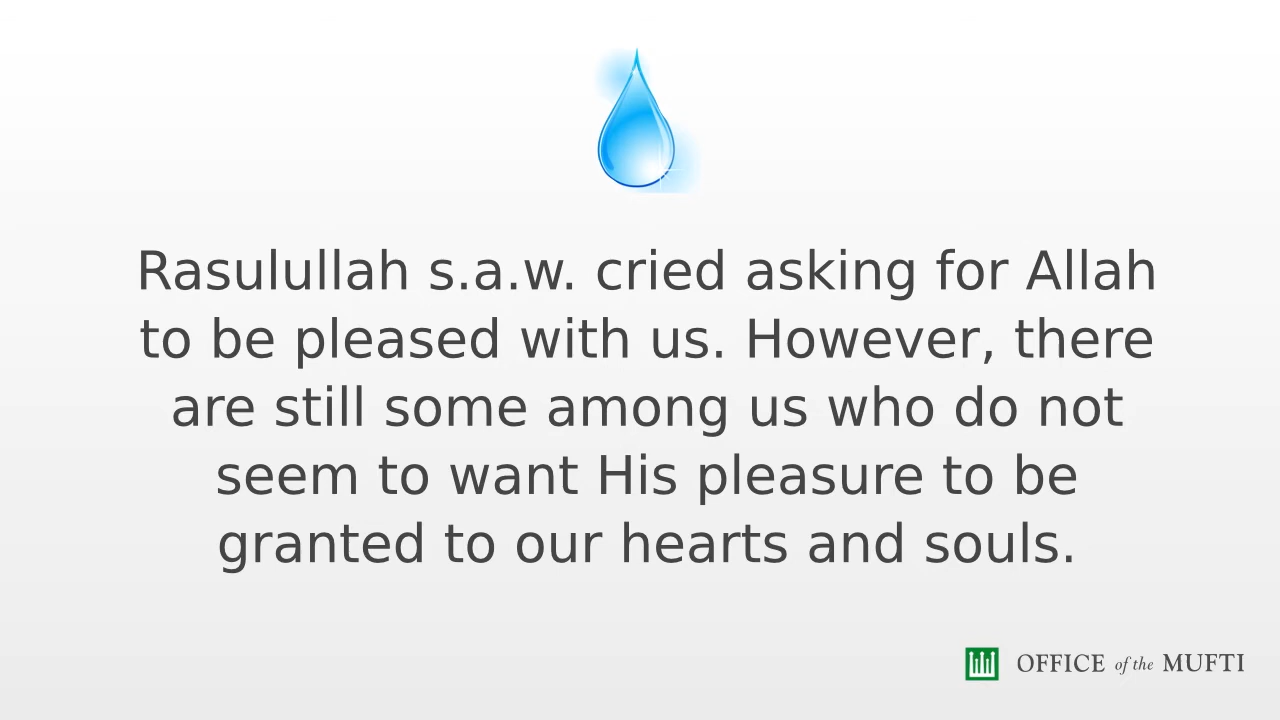 Rasulullah s.a.w. cried asking for Allah
to be pleased with us. However, there
are still some among us who do not
seem to want His pleasure to be
granted to our hearts and souls.
OFFICE of the MUFTI